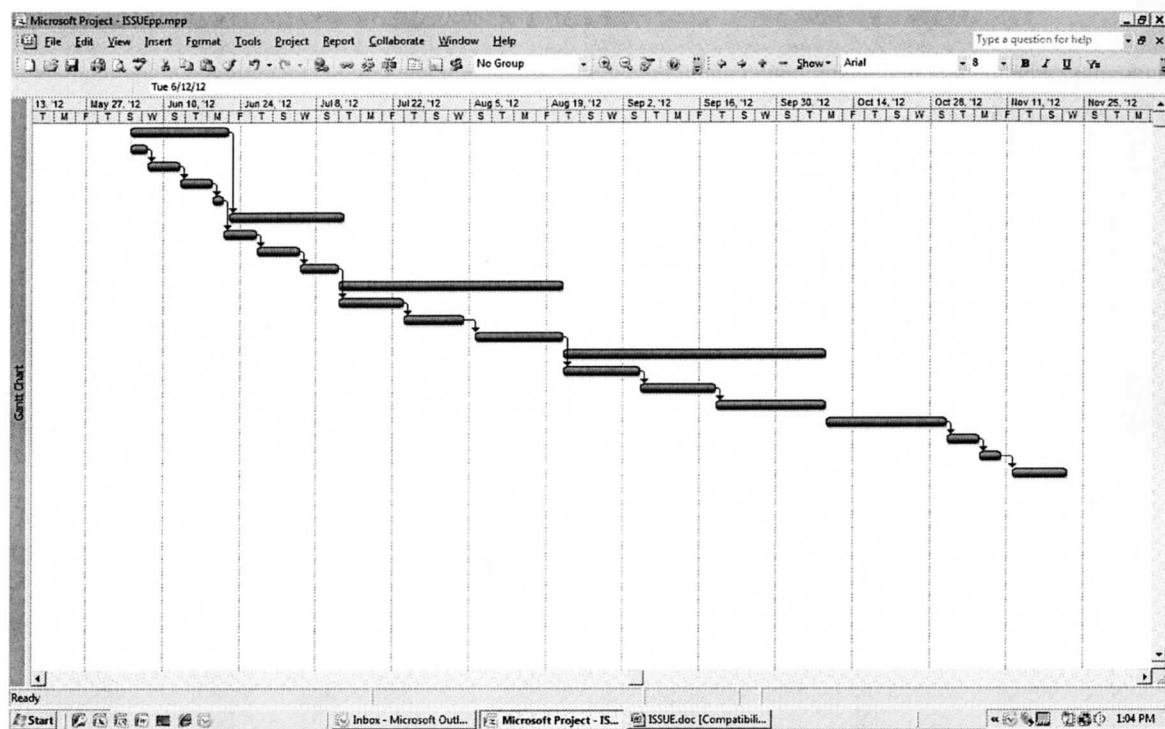 Microsoft Project - ISSUEpp.mpp
File Edit View Insert Format Tools Project Report Collaborate Window Help Type a question for help
No Group Show Arial 8 B I U
Tue 6/12/12
13, '12 May 27, '12 Jun 10, '12 Jun 24, '12 Jul 8, '12 Jul 22, '12 Aug 5, '12 Aug 19, '12 Sep 2, '12 Sep 16, '12 Sep 30, '12 Oct 14, '12 Oct 28, '12 Nov 11, '12 Nov 25, '12
T M F T S W S T M F T S W S T M F T S W S T M F T S W S T M F T S W S T M F T S W S T M F T S W S T M
Gantt Chart
Ready
Start Inbox - Microsoft Outl... Microsoft Project - IS... ISSUE.doc [Compatibili... 1:04 PM